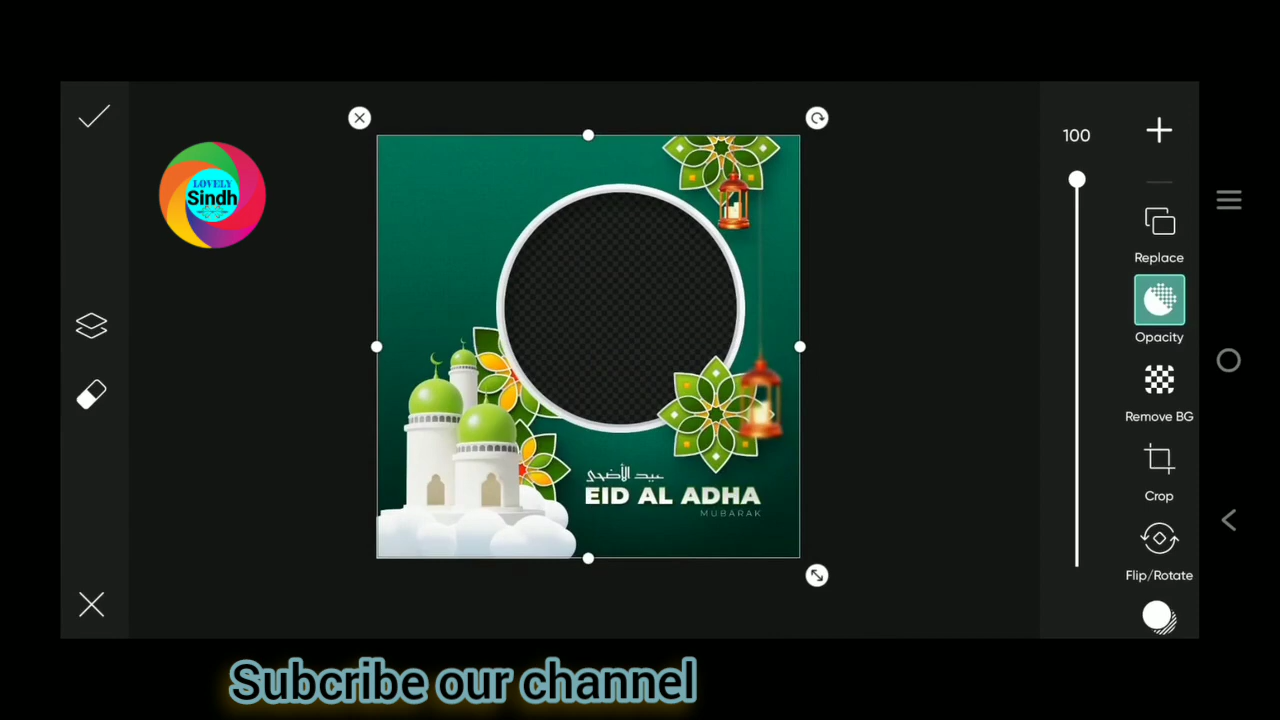 100
LOVELY
Sindh
Replace
Opacity
Remove BG
Crop
Flip/Rotate
عيد الأضحى
EID AL ADHA
MUBARAK
Subcribe our channel